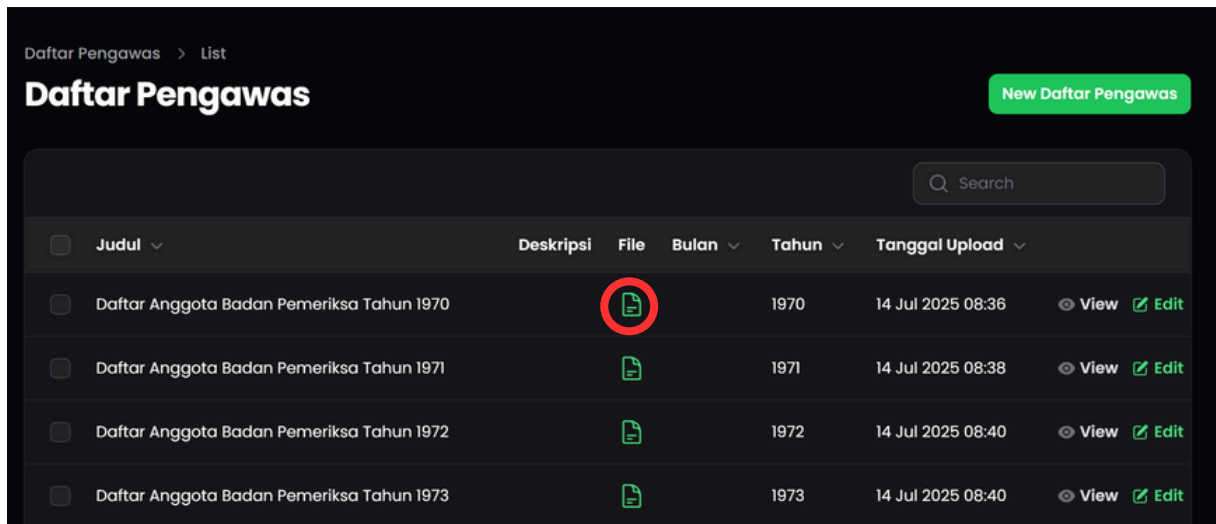 Daftar Pengawas > List
Daftar Pengawas
New Daftar Pengawas
Search
Judul Deskripsi File Bulan Tahun Tanggal Upload
Daftar Anggota Badan Pemeriksa Tahun 1970 1970 14 Jul 2025 08:36 View Edit
Daftar Anggota Badan Pemeriksa Tahun 1971 1971 14 Jul 2025 08:38 View Edit
Daftar Anggota Badan Pemeriksa Tahun 1972 1972 14 Jul 2025 08:40 View Edit
Daftar Anggota Badan Pemeriksa Tahun 1973 1973 14 Jul 2025 08:40 View Edit